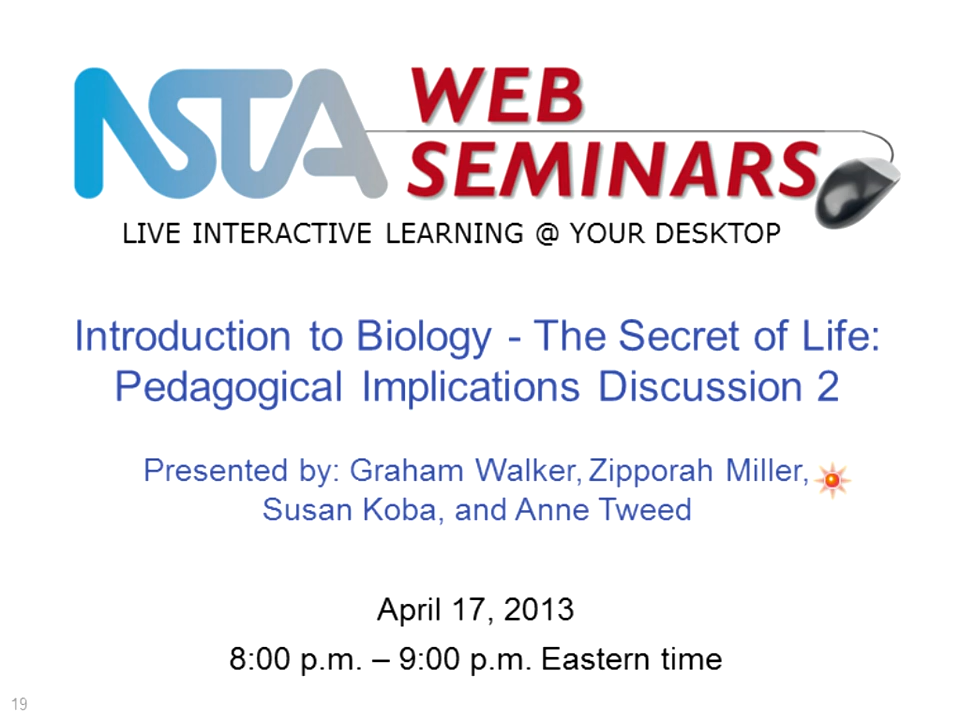 NSTA WEB
SEMINARS
LIVE INTERACTIVE LEARNING @ YOUR DESKTOP
Introduction to Biology - The Secret of Life:
Pedagogical Implications Discussion 2
Presented by: Graham Walker, Zipporah Miller,
Susan Koba, and Anne Tweed
April 17, 2013
8:00 p.m. – 9:00 p.m. Eastern time
19